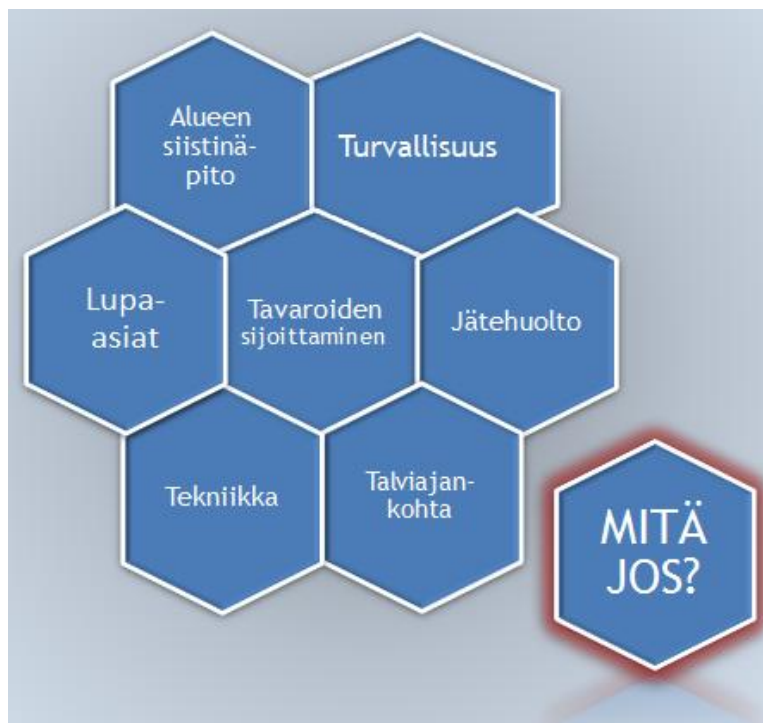 Alueen
siistinä-
pito
Turvallisuus
Lupa-
asiat
Tavaroiden
sijoittaminen
Jätehuolto
Tekniikka
Talviajan-
kohta
MITÄ
JOS?